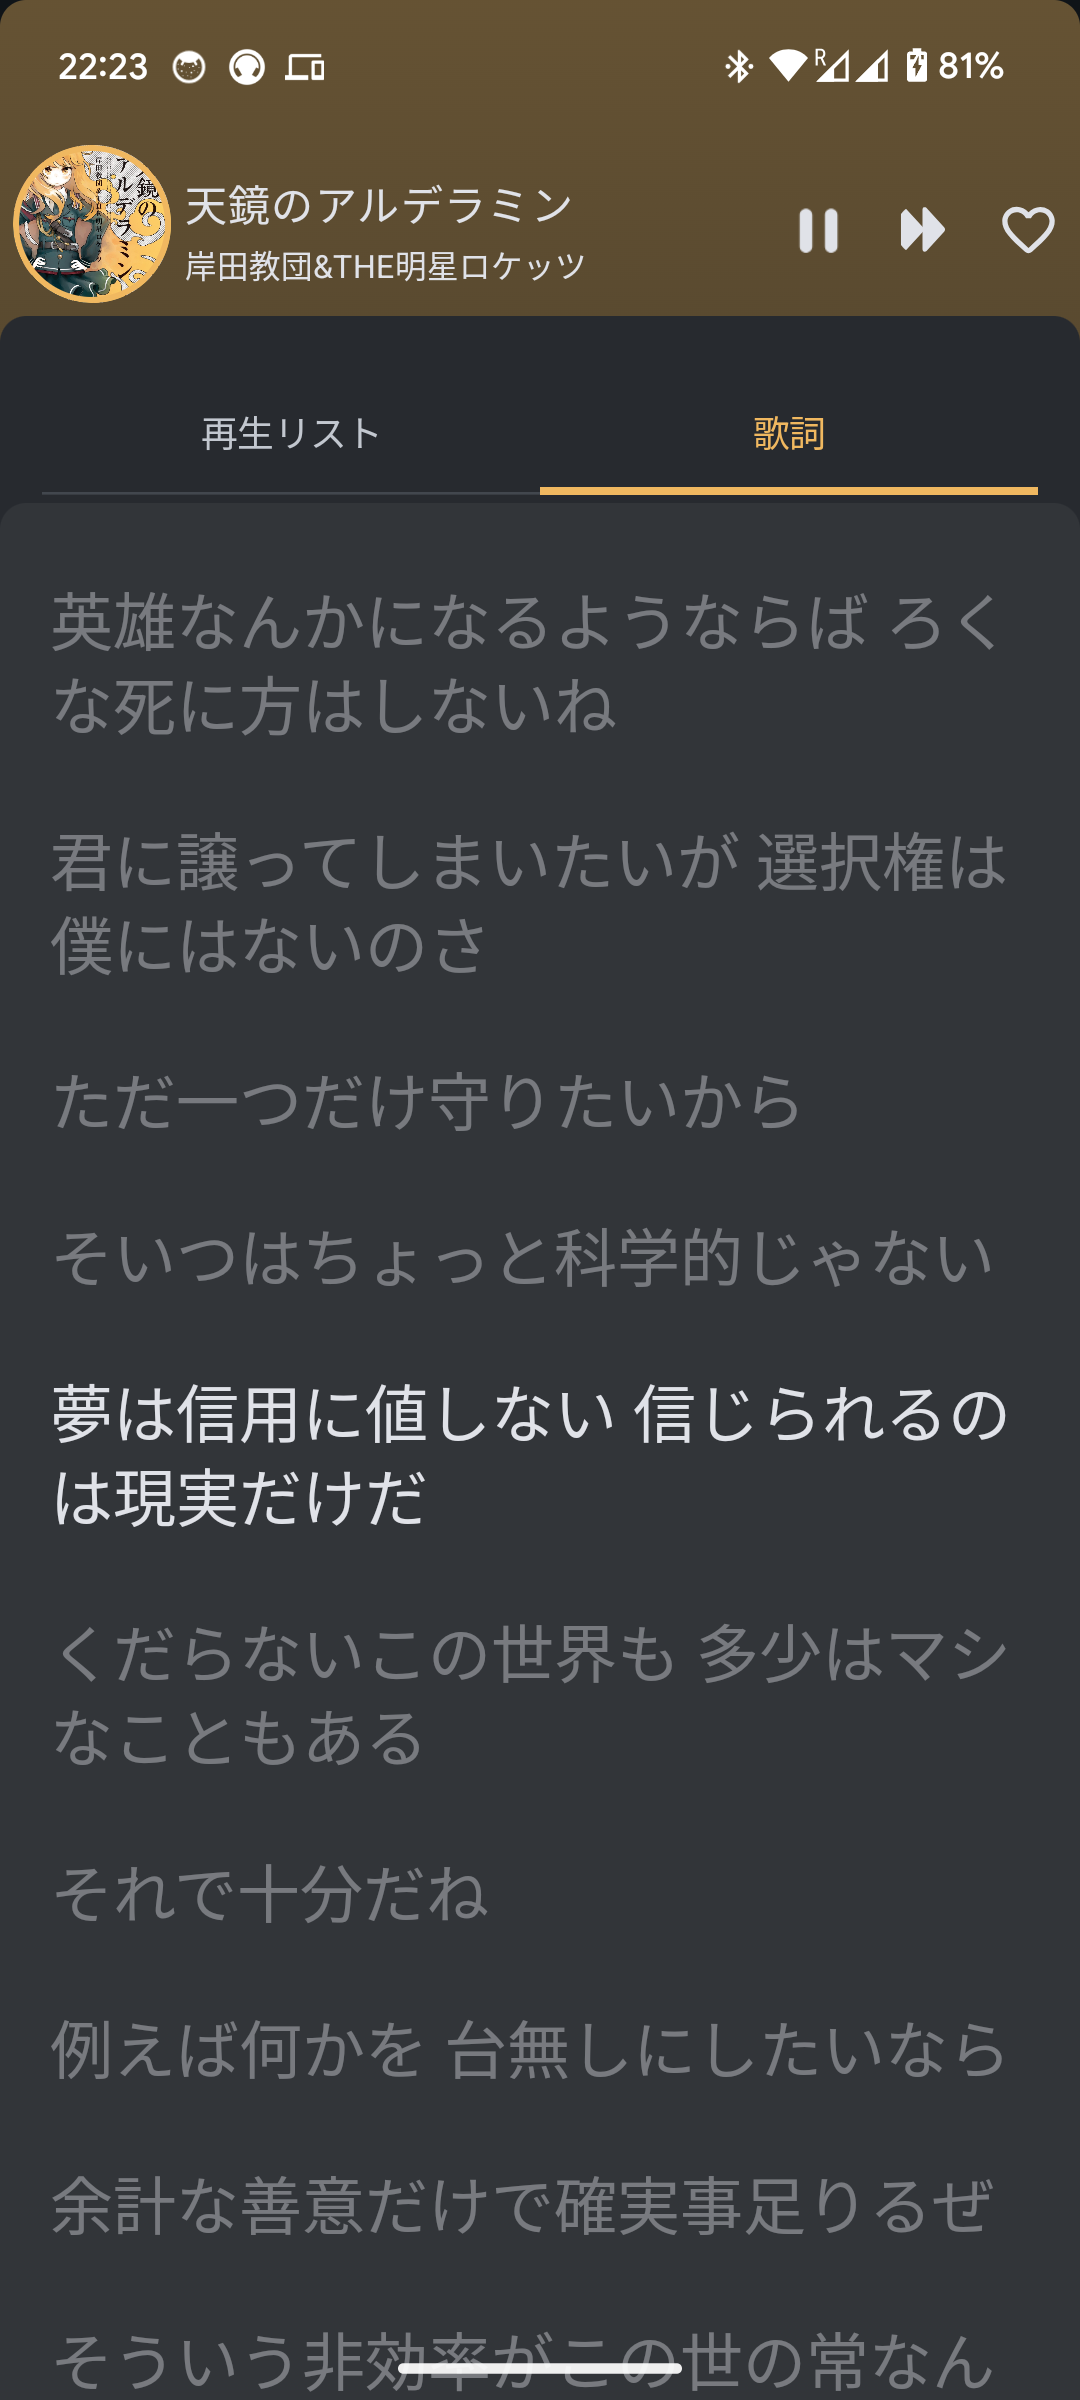 22:23
R
81%
鏡の
アルデラミン
天鏡のアルデラミン
岸田教団&THE明星ロケッツ
再生リスト
歌詞
英雄なんかになるようならば ろく
な死に方はしないね
君に譲ってしまいたいが 選択権は
僕にはないのさ
ただ一つだけ守りたいから
そいつはちょっと科学的じゃない
夢は信用に値しない 信じられるの
は現実だけだ
くだらないこの世界も 多少はマシ
なこともある
それで十分だね
例えば何かを 台無しにしたいなら
余計な善意だけで確実事足りるぜ
そういう非効率がこの世の常なん